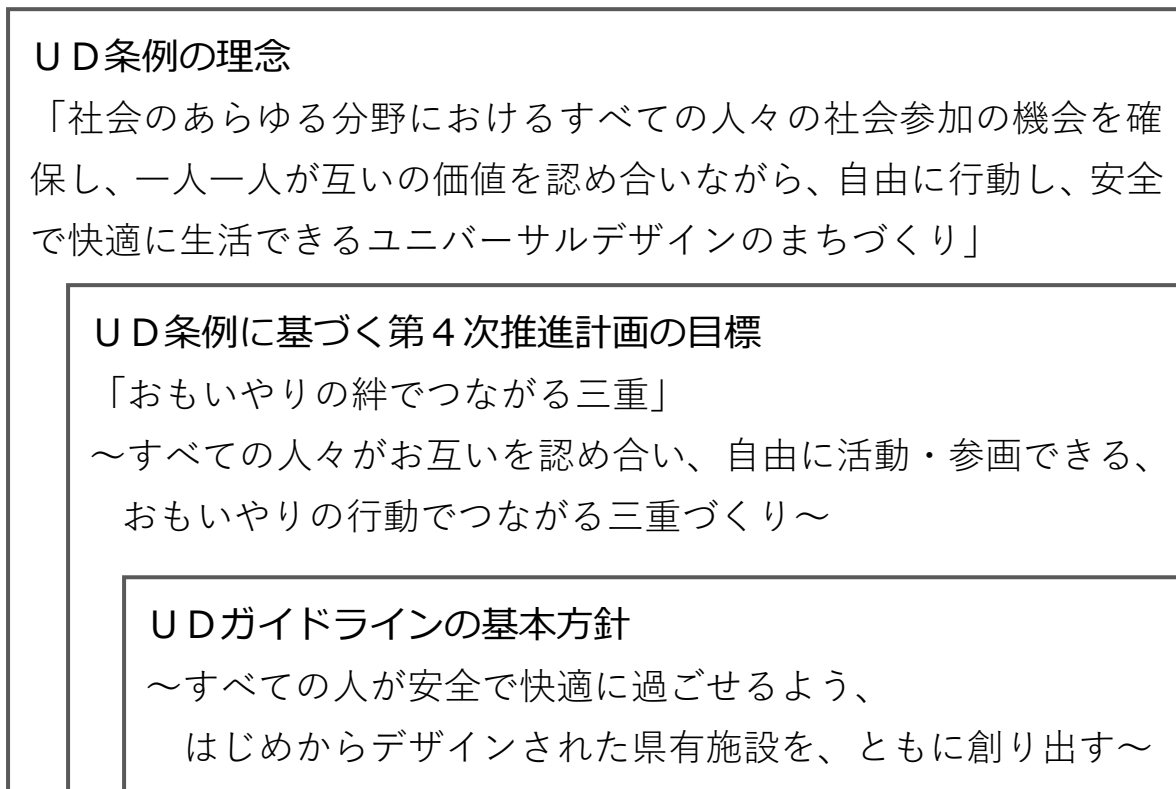 ＵＤ条例の理念
「社会のあらゆる分野におけるすべての人々の社会参加の機会を確
保し、一人一人が互いの価値を認め合いながら、自由に行動し、安全
で快適に生活できるユニバーサルデザインのまちづくり」
ＵＤ条例に基づく第４次推進計画の目標
「おもいやりの絆でつながる三重」
～すべての人々がお互いを認め合い、自由に活動・参画できる、
おもいやりの行動でつながる三重づくり～
ＵＤガイドラインの基本方針
～すべての人が安全で快適に過ごせるよう、
はじめからデザインされた県有施設を、ともに創り出す～